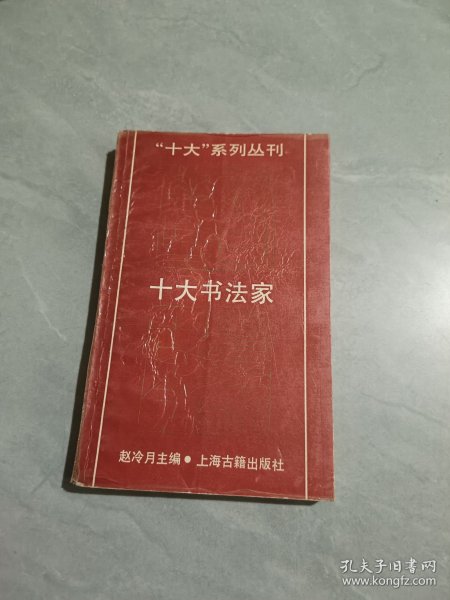 “十大”系列丛刊
十大书法家
赵冷月主编●上海古籍出版社
孔夫子旧书网
www.kongfz.com